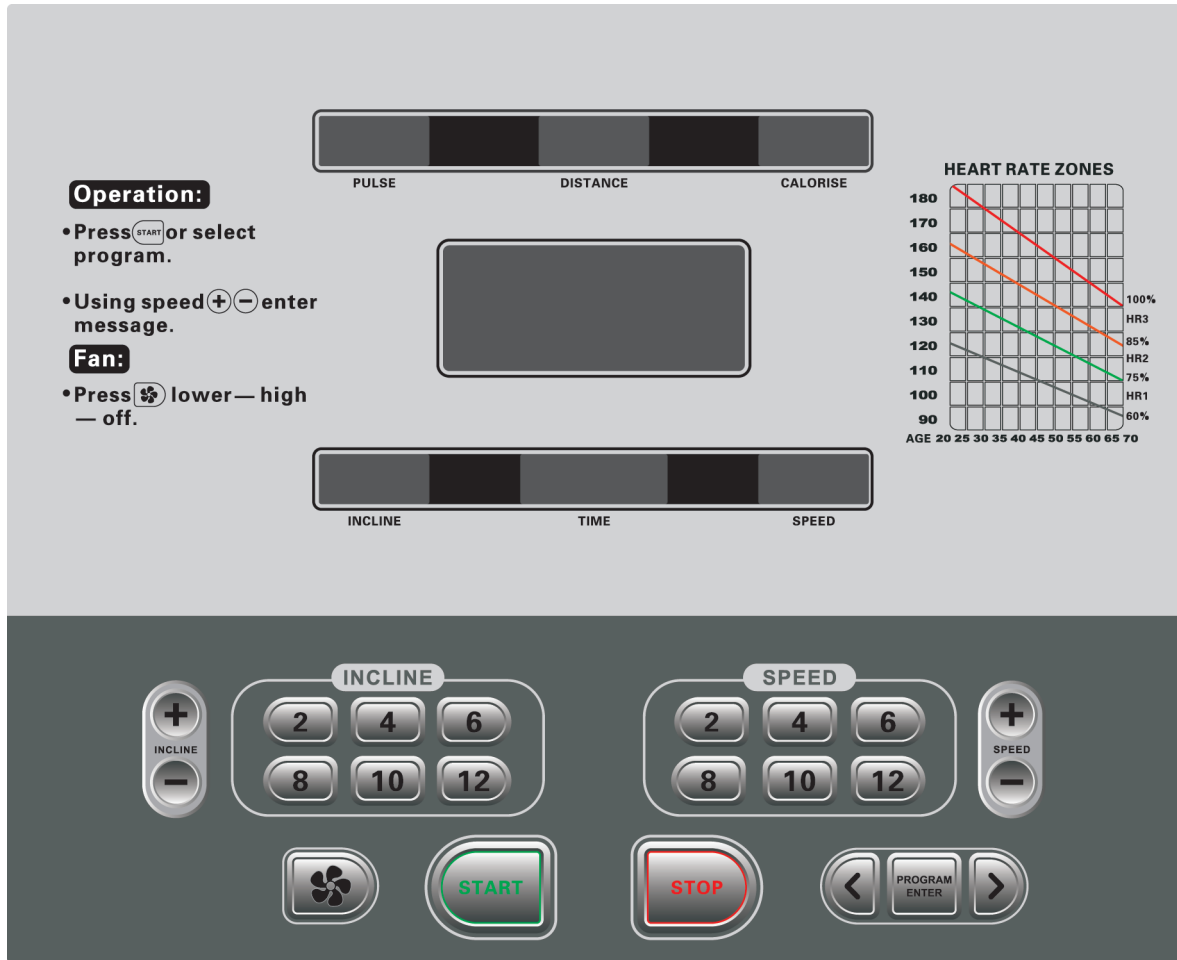 PULSE DISTANCE CALORISE
Operation:
•Press START or select
program.
•Using speed + − enter
message.
Fan:
•Press lower — high
— off.
HEART RATE ZONES
180
170
160
150
140
130
120
110
100
90
100%
HR3
85%
HR2
75%
HR1
60%
AGE 20 25 30 35 40 45 50 55 60 65 70
INCLINE TIME SPEED
INCLINE
SPEED
+
INCLINE
−
2 4 6
8 10 12
2 4 6
8 10 12
+
SPEED
−
START
STOP
<
PROGRAM
ENTER
>